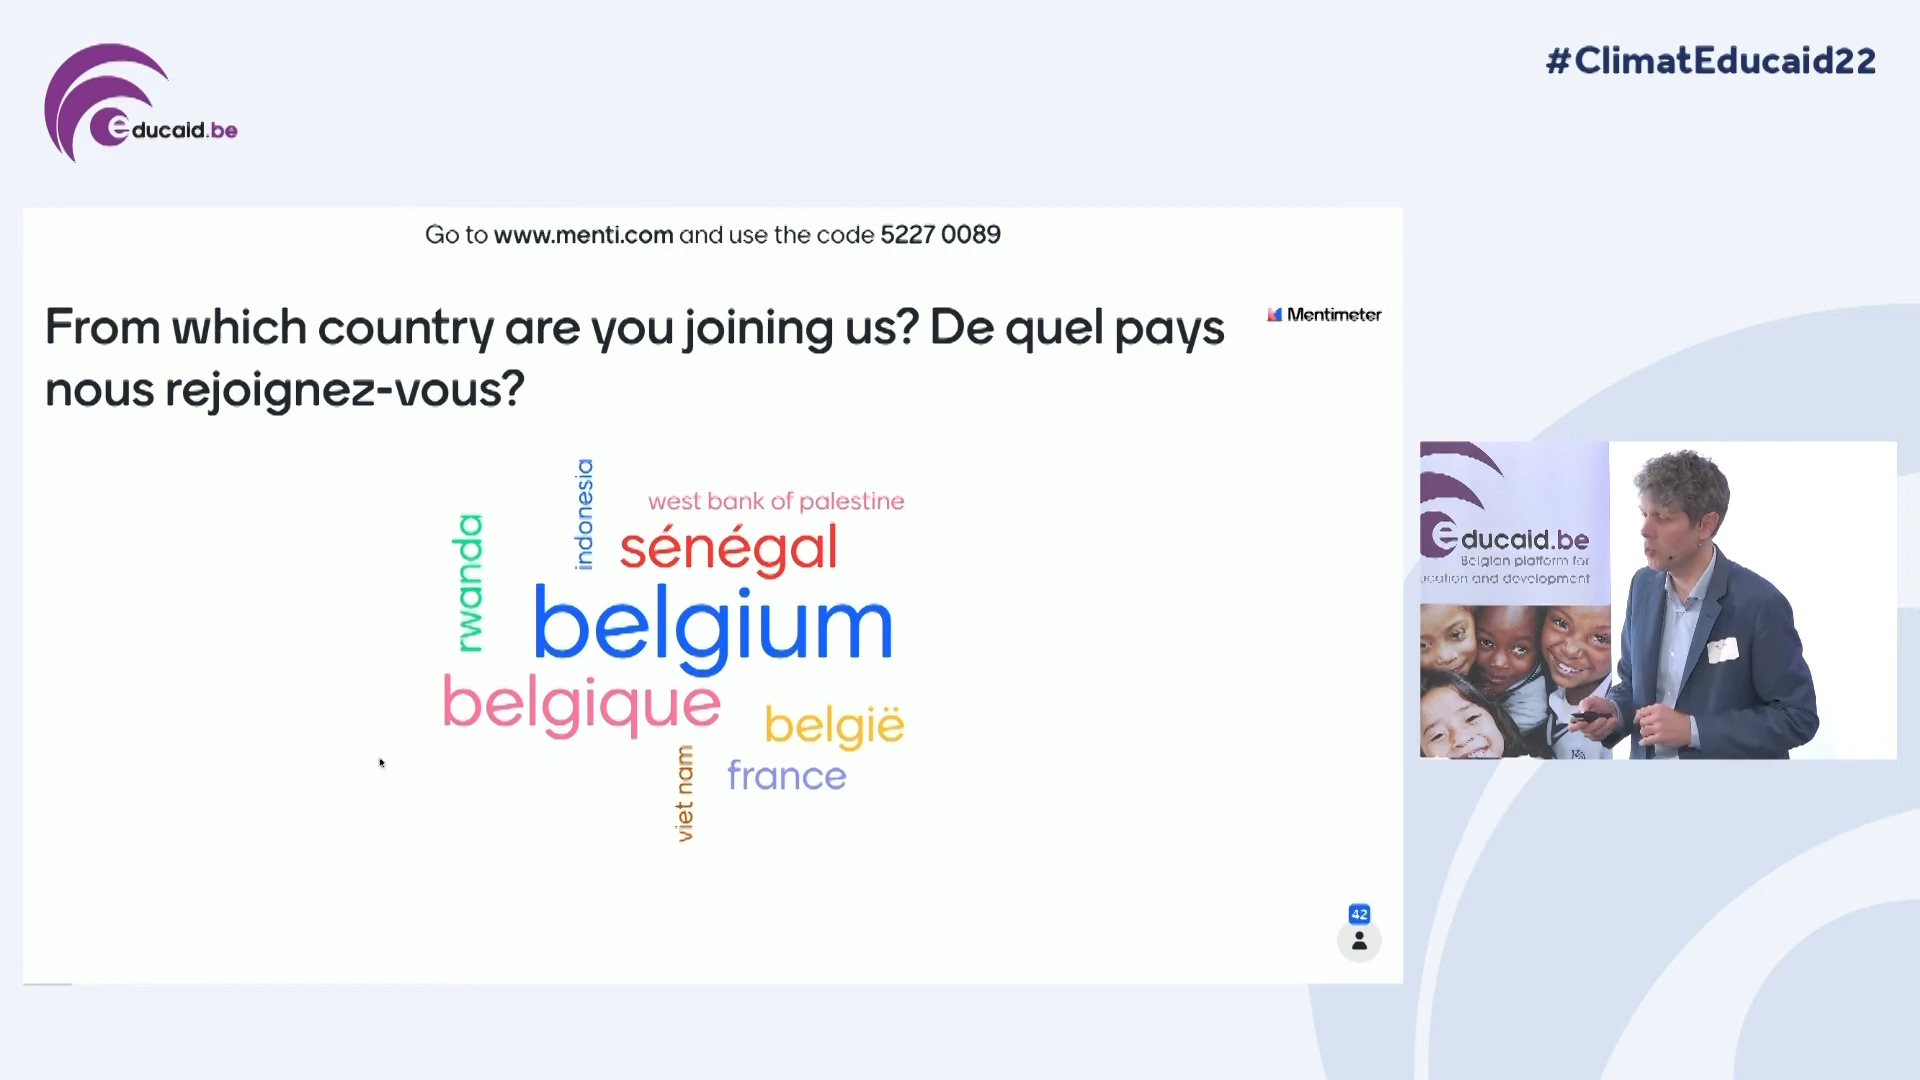 #ClimatEducaid22
educaid.be
Go to www.menti.com and use the code 5227 0089
From which country are you joining us? De quel pays
nous rejoignez-vous?
Mentimeter
indonesia
west bank of palestine
rwanda
sénégal
belgium
belgique
belgië
viet nam
france
42
educaid.be
Belgian platform for
ucation and development